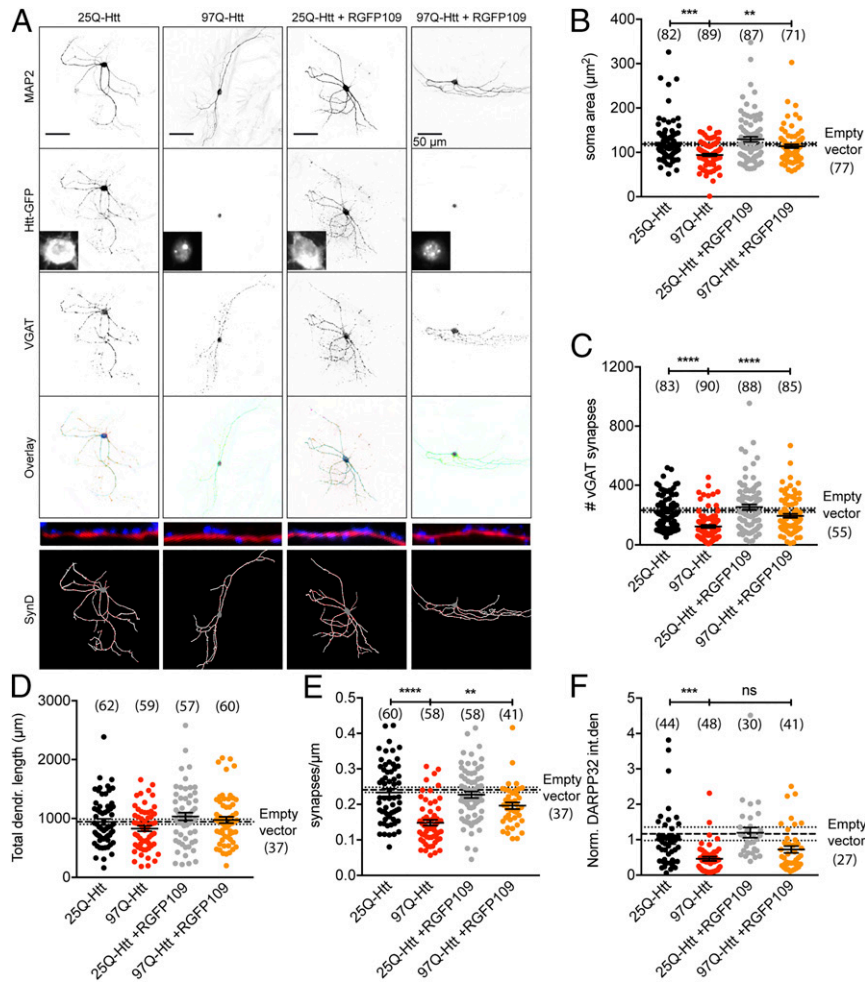 A
25Q-Htt
97Q-Htt
25Q-Htt + RGFP109
97Q-Htt + RGFP109
MAP2
50 µm
Htt-GFP
VGAT
Overlay
SynD
B
soma area (µm²)
400
300
200
100
0
***
**
(82)
(89)
(87)
(71)
Empty
vector
(77)
25Q-Htt
97Q-Htt
25Q-Htt +RGFP109
97Q-Htt +RGFP109
C
# vGAT synapses
1200
800
400
0
****
****
(83)
(90)
(88)
(85)
Empty
vector
(55)
25Q-Htt
97Q-Htt
25Q-Htt +RGFP109
97Q-Htt +RGFP109
D
Total dendr. length (µm)
3000
2000
1000
0
(62)
(59)
(57)
(60)
Empty
vector
(37)
25Q-Htt
97Q-Htt
25Q-Htt +RGFP109
97Q-Htt +RGFP109
E
synapses/µm
0.5
0.4
0.3
0.2
0.1
0.0
****
**
(60)
(58)
(58)
(41)
Empty
vector
(37)
25Q-Htt
97Q-Htt
25Q-Htt +RGFP109
97Q-Htt +RGFP109
F
Norm. DARPP32 int.den
5
4
3
2
1
0
***
ns
(44)
(48)
(30)
(41)
Empty
vector
(27)
25Q-Htt
97Q-Htt
25Q-Htt +RGFP109
97Q-Htt +RGFP109